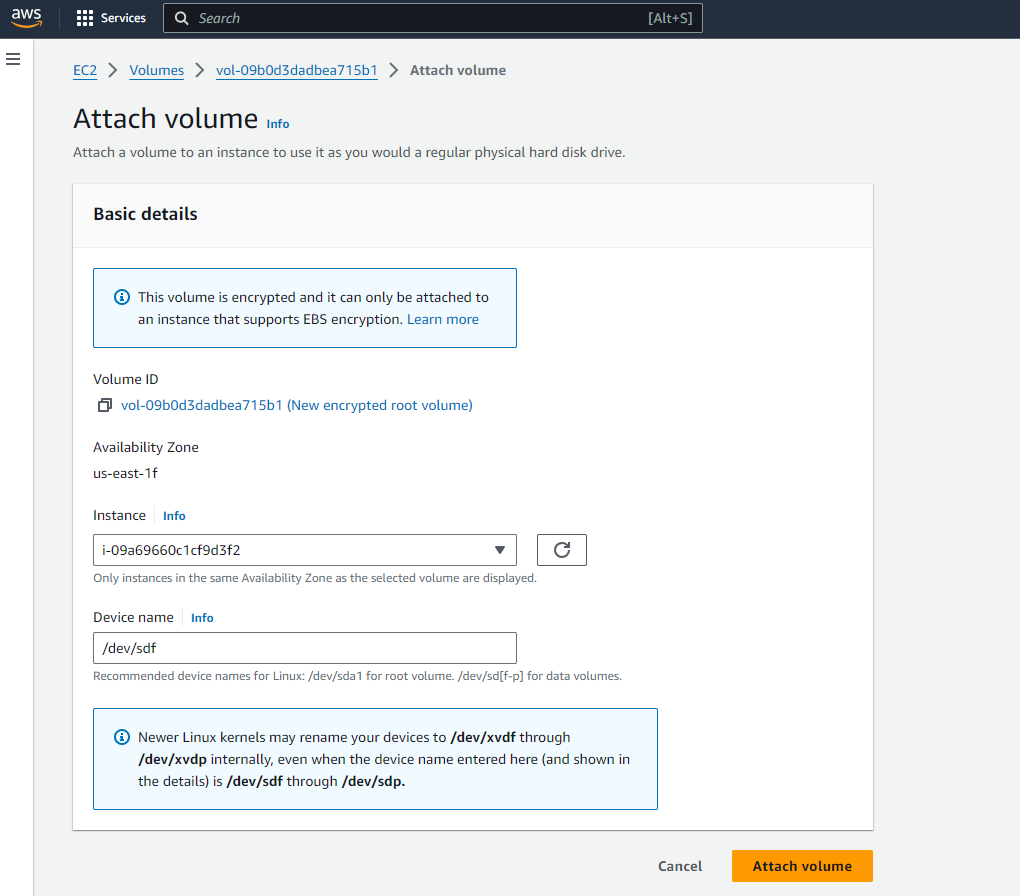 aws Services Search [Alt+S]
EC2 Volumes vol-09b0d3dadbea715b1 Attach volume
Attach volume Info
Attach a volume to an instance to use it as you would a regular physical hard disk drive.
Basic details
This volume is encrypted and it can only be attached to
an instance that supports EBS encryption. Learn more
Volume ID
vol-09b0d3dadbea715b1 (New encrypted root volume)
Availability Zone
us-east-1f
Instance Info
i-09a69660c1cf9d3f2
Only instances in the same Availability Zone as the selected volume are displayed.
Device name Info
/dev/sdf
Recommended device names for Linux: /dev/sda1 for root volume. /dev/sd[f-p] for data volumes.
Newer Linux kernels may rename your devices to /dev/xvdf through
/dev/xvdp internally, even when the device name entered here (and shown in
the details) is /dev/sdf through /dev/sdp.
Cancel Attach volume